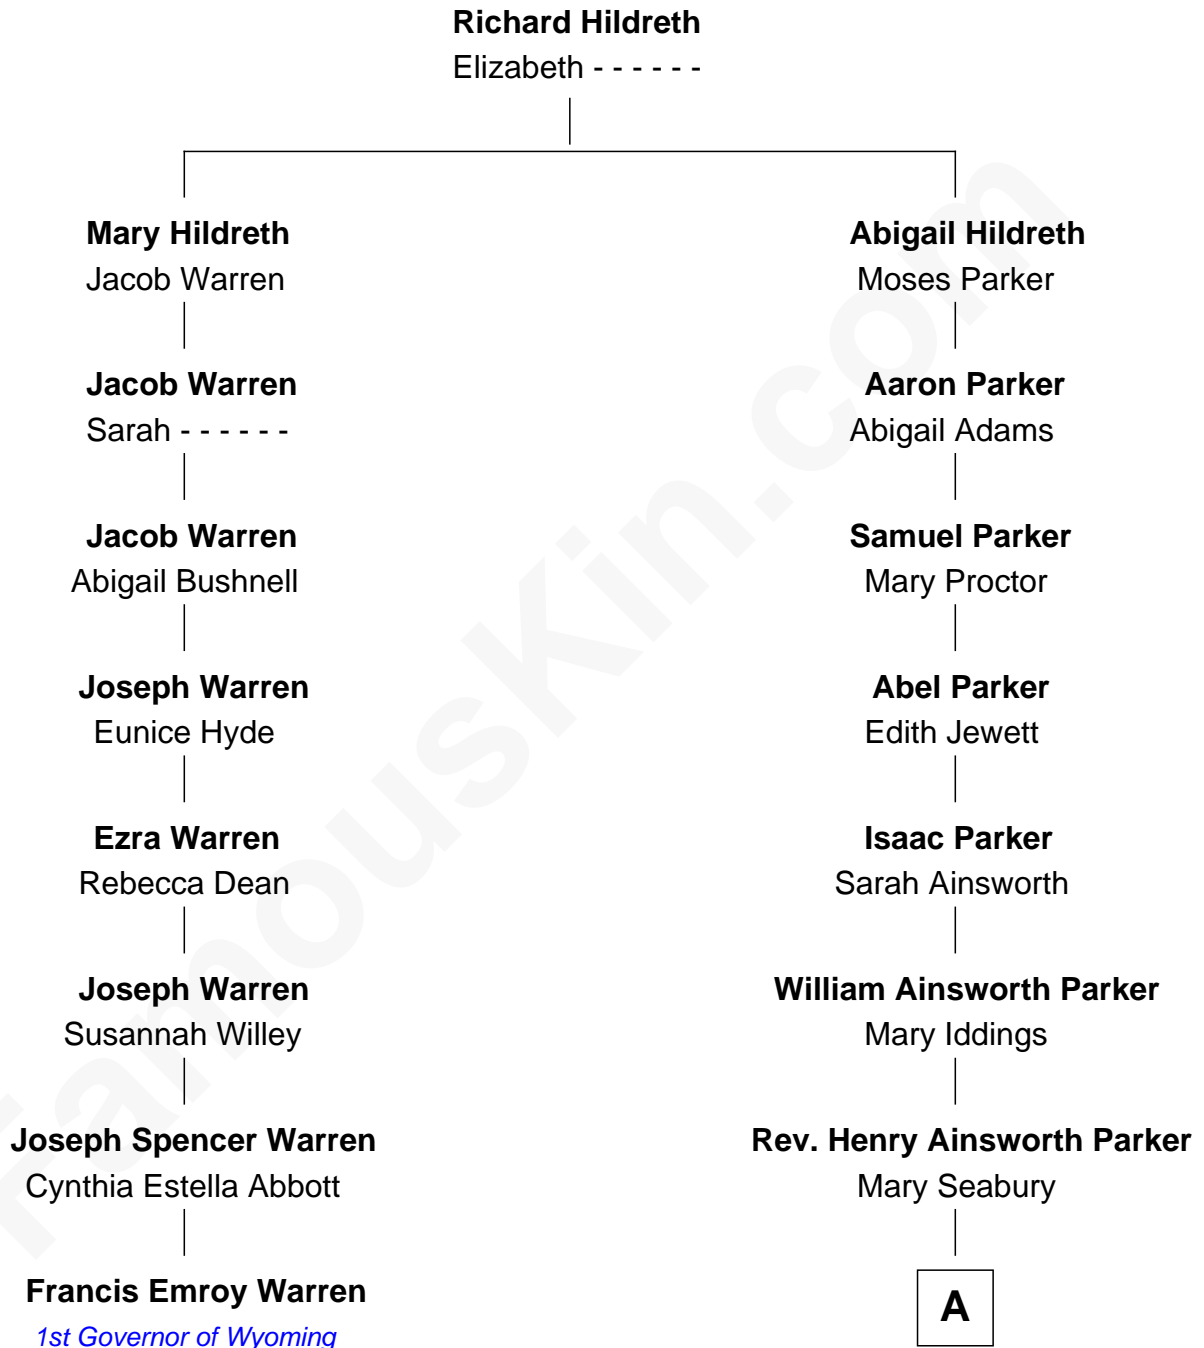 Richard Hildreth
Elizabeth - - - - - -
Mary Hildreth
Jacob Warren
Abigail Hildreth
Moses Parker
Jacob Warren
Sarah - - - - - -
Aaron Parker
Abigail Adams
Jacob Warren
Abigail Bushnell
Samuel Parker
Mary Proctor
Joseph Warren
Eunice Hyde
Abel Parker
Edith Jewett
Ezra Warren
Rebecca Dean
Isaac Parker
Sarah Ainsworth
Joseph Warren
Susannah Willey
William Ainsworth Parker
Mary Iddings
Joseph Spencer Warren
Cynthia Estella Abbott
Rev. Henry Ainsworth Parker
Mary Seabury
Francis Emroy Warren
1st Governor of Wyoming
A
FamousKin.com